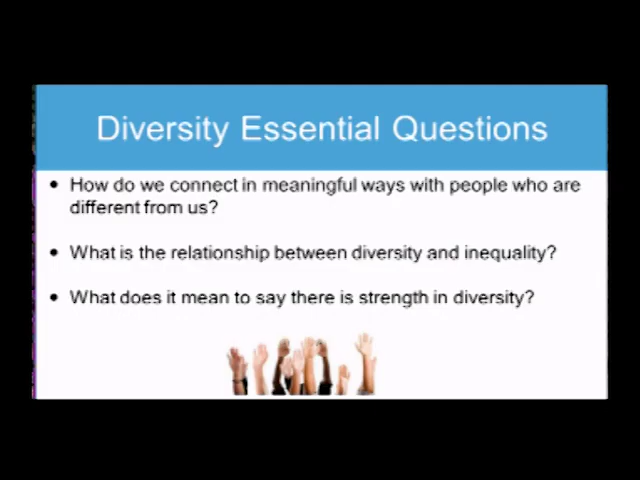 Diversity Essential Questions
• How do we connect in meaningful ways with people who are
different from us?
• What is the relationship between diversity and inequality?
• What does it mean to say there is strength in diversity?